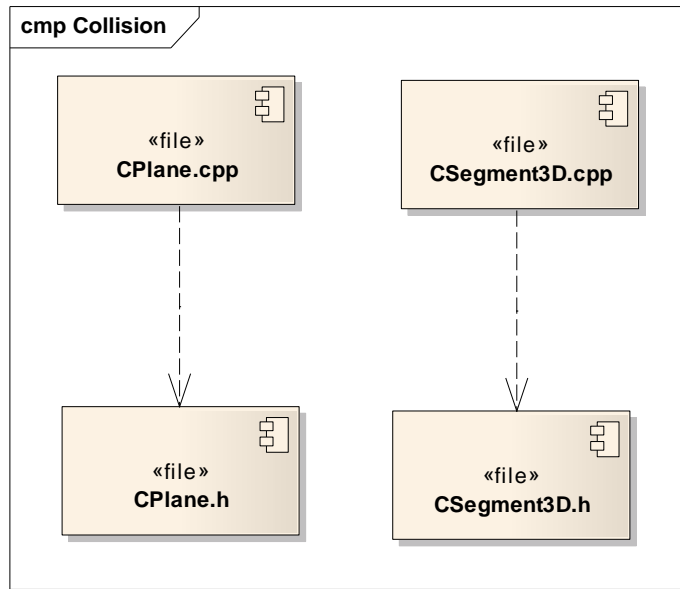 cmp Collision
«file»
CPlane.cpp
«file»
CSegment3D.cpp
«file»
CPlane.h
«file»
CSegment3D.h